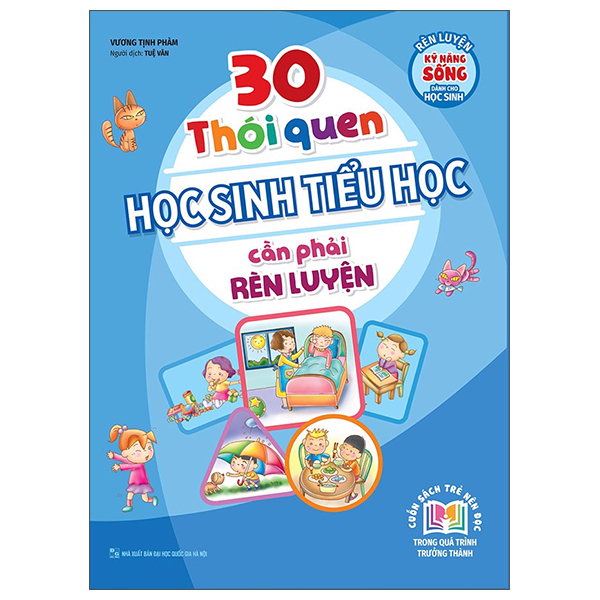 VƯƠNG TỊNH PHÀM
Người dịch: TUỆ VĂN
RÈN LUYỆN
KỸ NĂNG
SỐNG
DÀNH CHO
HỌC SINH
30
Thói quen
HỌC SINH TIỂU HỌC
cần phải
RÈN LUYỆN
CUỐN SÁCH TRẺ NÊN ĐỌC
TRONG QUÁ TRÌNH
TRƯỞNG THÀNH
NHÀ XUẤT BẢN ĐẠI HỌC QUỐC GIA HÀ NỘI